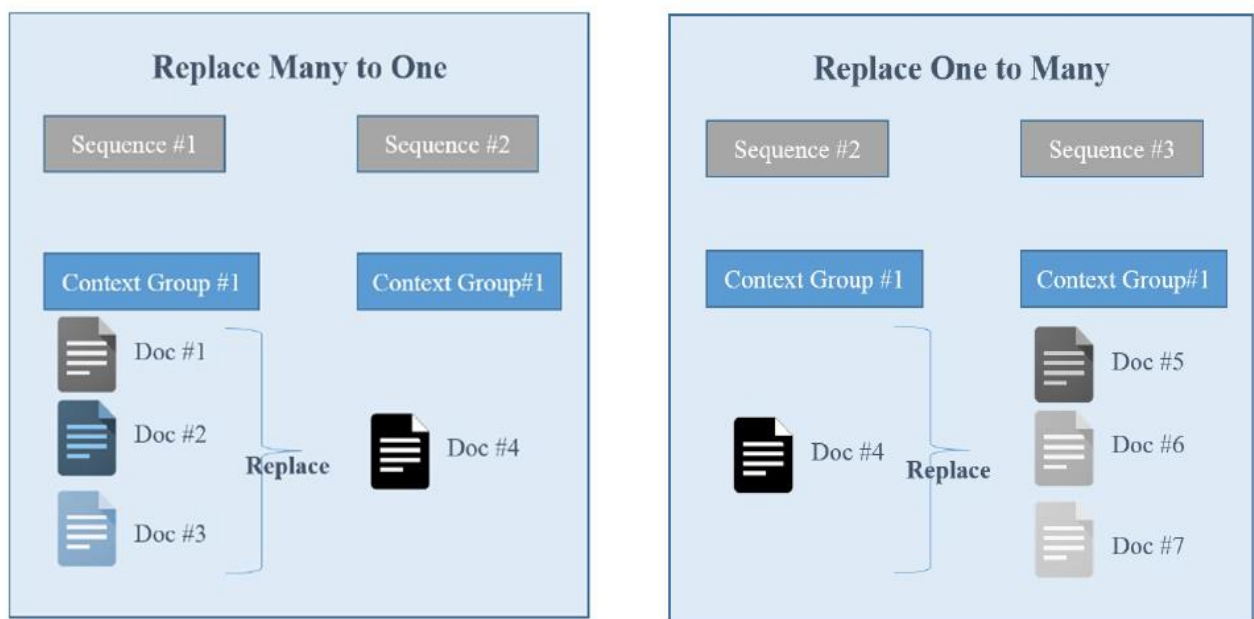 Replace Many to One
Sequence #1
Sequence #2
Context Group #1
Context Group#1
Doc #1
Doc #2
Doc #3
Replace
Doc #4
Replace One to Many
Sequence #2
Sequence #3
Context Group #1
Context Group#1
Doc #4
Replace
Doc #5
Doc #6
Doc #7